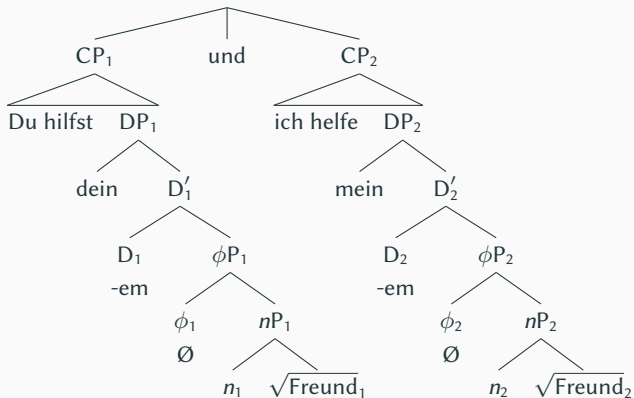 CP₁ und CP₂
Du hilfst DP₁ ich helfe DP₂
dein D′₁ mein D′₂
D₁ ϕP₁ D₂ ϕP₂
-em -em
ϕ₁ nP₁ ϕ₂ nP₂
Ø Ø
n₁ √Freund₁ n₂ √Freund₂